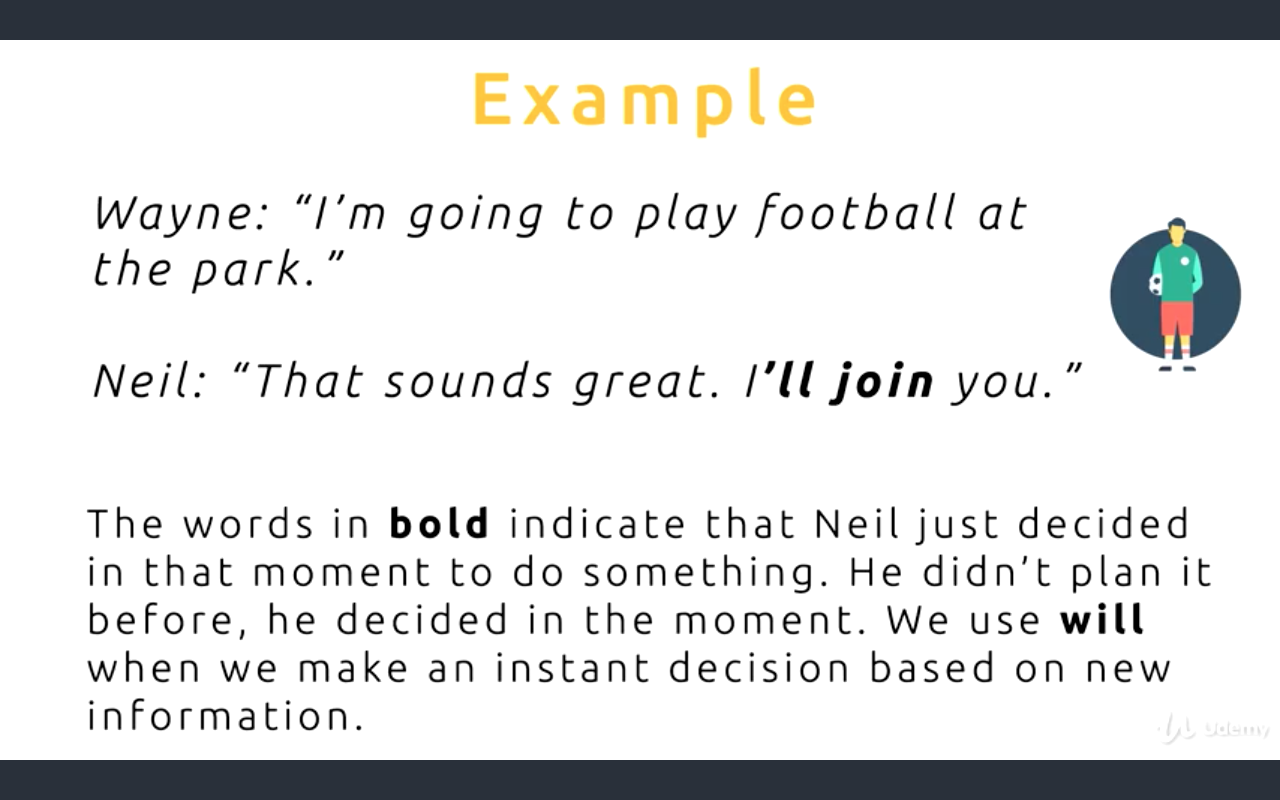 Example
Wayne: “I’m going to play football at
the park.”
Neil: “That sounds great. I’ll join you.”
The words in bold indicate that Neil just decided
in that moment to do something. He didn’t plan it
before, he decided in the moment. We use will
when we make an instant decision based on new
information.
Udemy